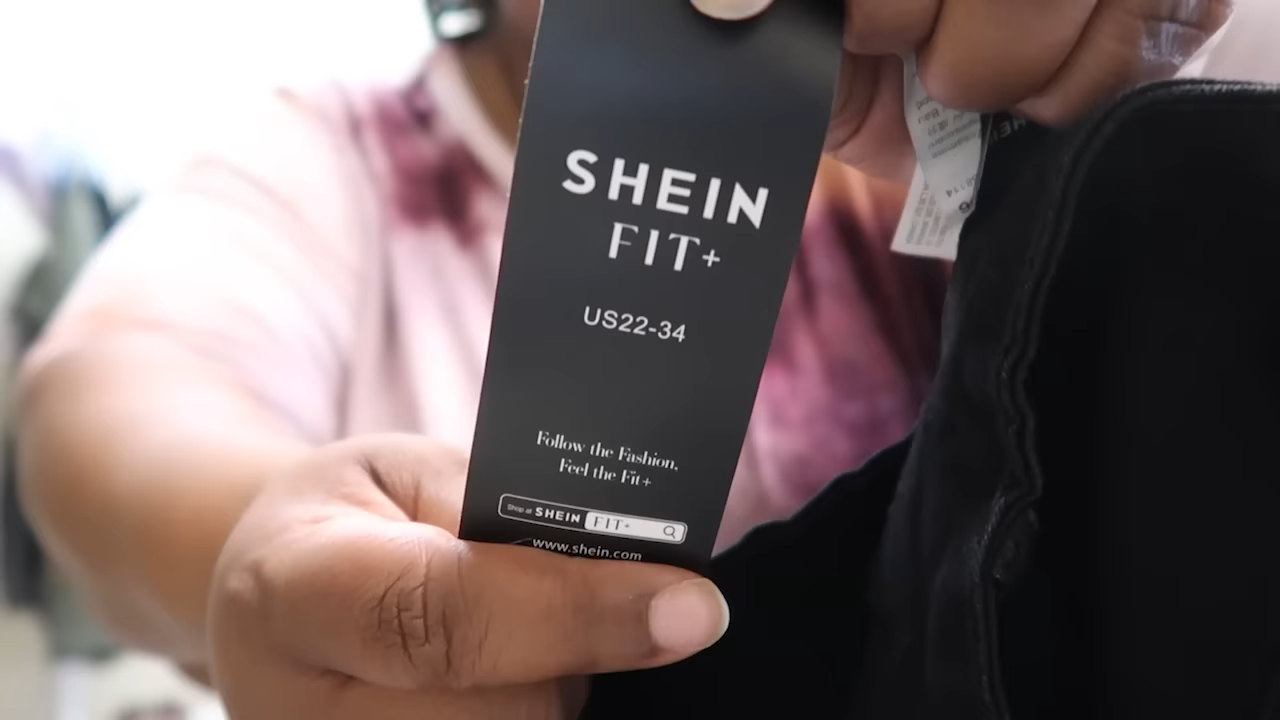 SHEIN
FIT+
US22-34
Follow the Fashion,
Feel the Fit+
Shop at SHEIN FIT+
www.shein.com